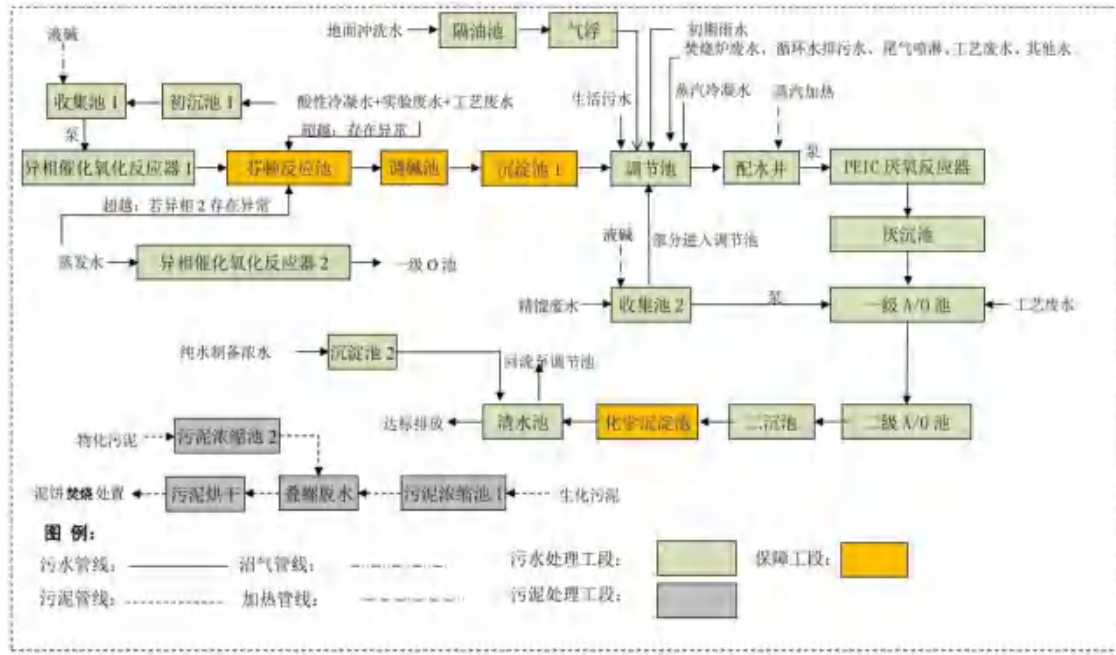 液碱
地面冲洗水
隔油池
气浮
初期雨水
焚烧炉废水、循环水排污水、尾气喷淋,工艺废水、其他水
收集池 1
初沉池 1
酸性冷凝水+实验废水+工艺废水
生活污水
蒸汽冷凝水
蒸汽加热
泵
超越:存在异常
异相催化氧化反应器 1
芬顿反应池
调碱池
沉淀池 1
調节池
配水井
泵
PEIC 厌氧反应器
超越:若异相 2 存在异常
蒸发水
异相催化氧化反应器 2
一级 O 池
液碱
部分进入调节池
厌沉池
精馏废水
收集池 2
泵
一级 A/O 池
工艺废水
纯水制备浓水
沉淀池 2
回流至调节池
达标排放
清水池
化学沉淀池
二沉池
二级 A/O 池
物化污泥
污泥浓缩池 2
泥饼焚烧处置
污泥烘干
叠螺脱水
污泥浓缩池 1
生化污泥
图 例:
污水管线:
沼气管线:
污水处理工段:
保障工段:
污泥管线:
加热管线:
污泥处理工段: